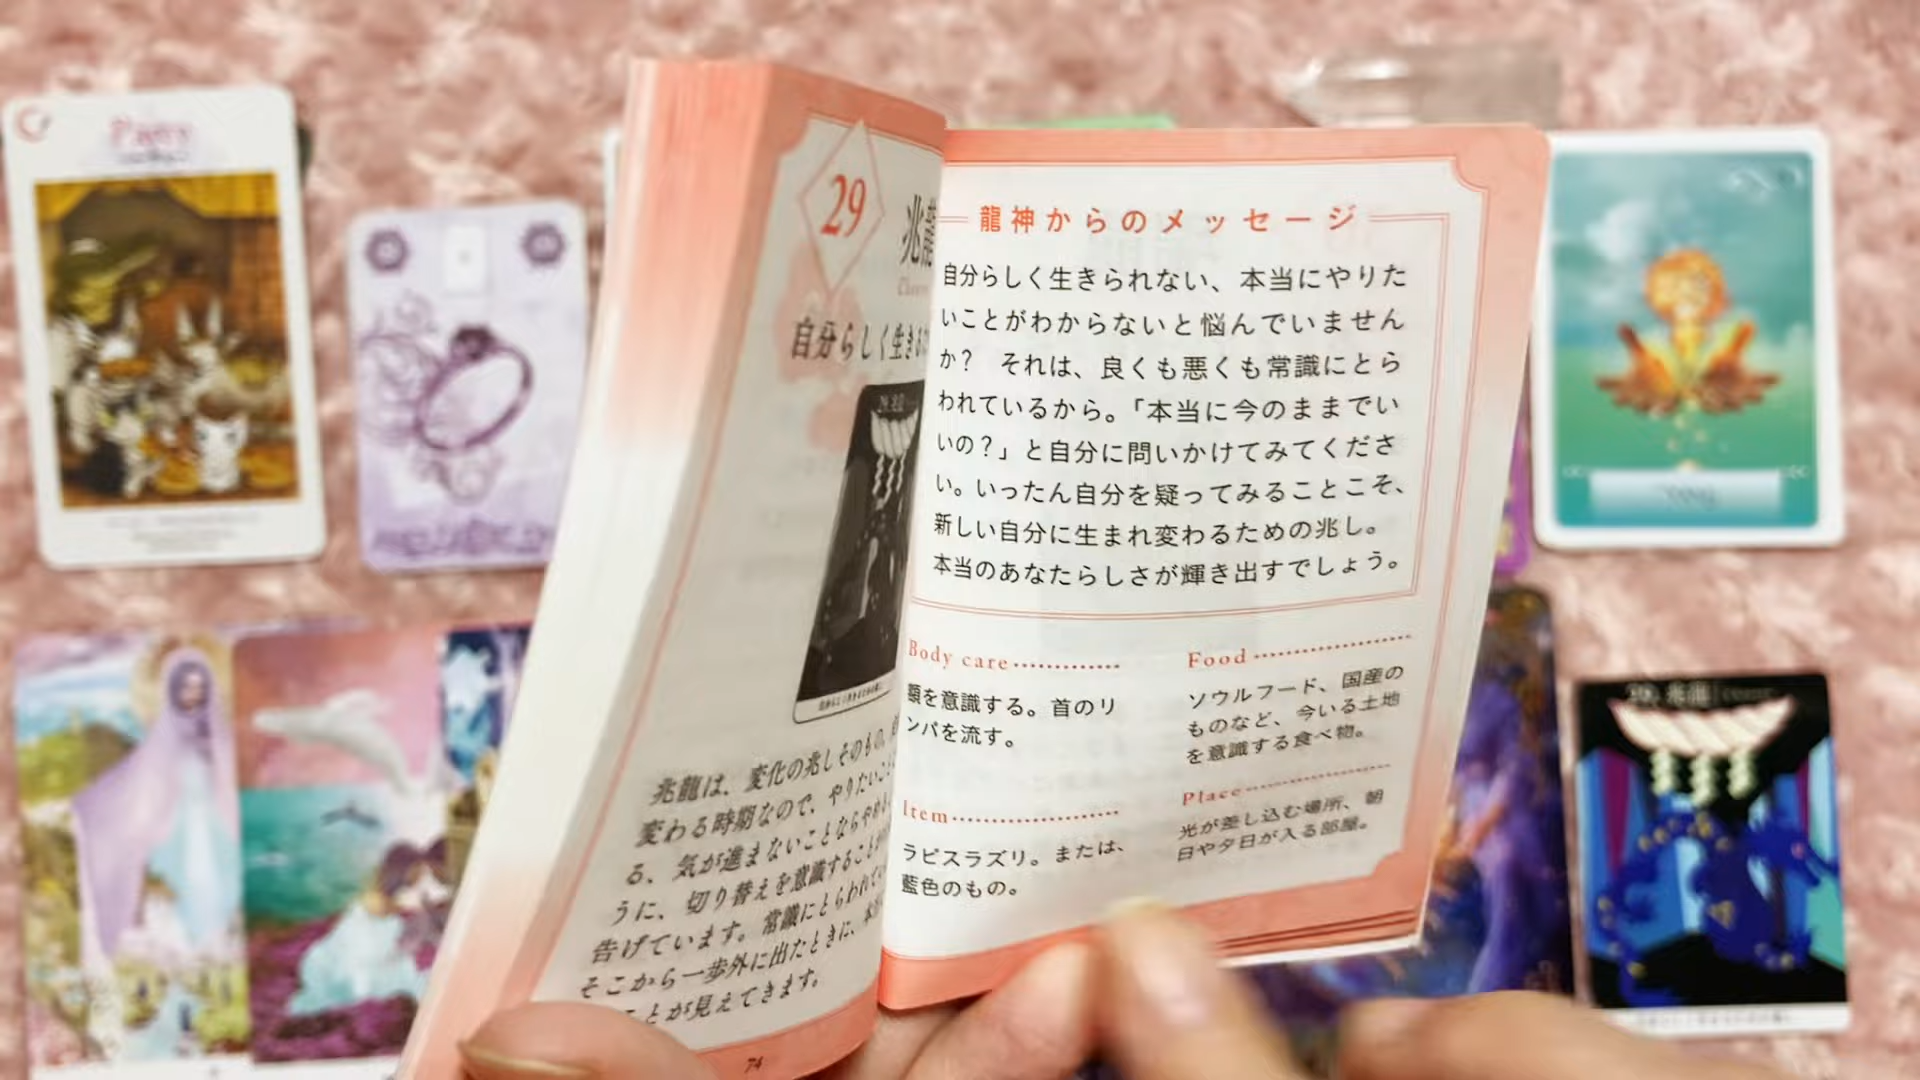 29
兆龍
自分らしく生きる
兆龍は、変化の兆しそのもの。
変わる時期なので、やりたいこと
る、気が進まないことならやめる
うに、切り替えを意識することが
告げています。常識にとらわれてい
そこから一歩外に出たときに、本当
ことが見えてきます。
74
龍神からのメッセージ
自分らしく生きられない、本当にやりた
いことがわからないと悩んでいません
か？　それは、良くも悪くも常識にとら
われているから。「本当に今のままでい
いの？」と自分に問いかけてみてくださ
い。いったん自分を疑ってみることこそ、
新しい自分に生まれ変わるための兆し。
本当のあなたらしさが輝き出すでしょう。
Body care
頸を意識する。首のリ
ンパを流す。
Food
ソウルフード、国産の
ものなど、今いる土地
を意識する食べ物。
Item
ラピスラズリ。または、
藍色のもの。
Place
光が差し込む場所、朝
日や夕日が入る部屋。
29. 兆龍